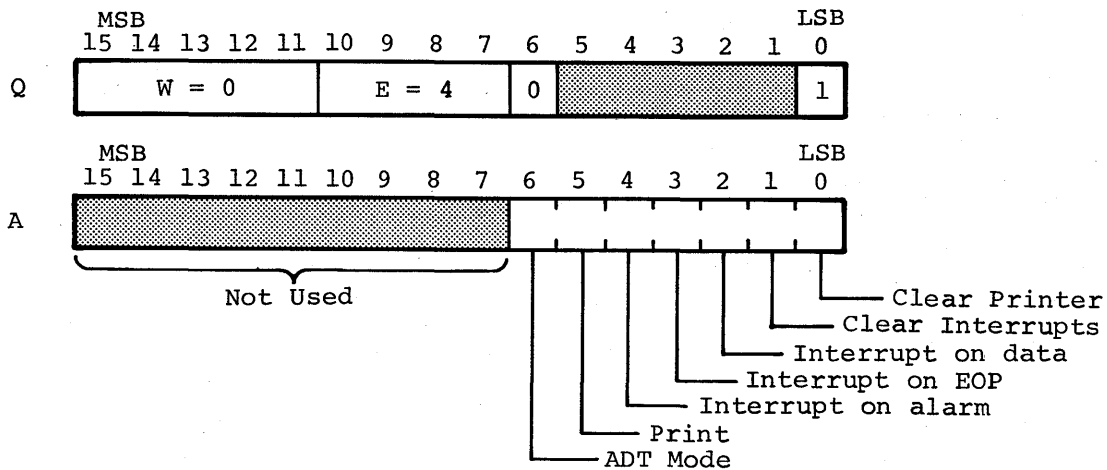 MSB LSB
15 14 13 12 11 10 9 8 7 6 5 4 3 2 1 0
Q W = 0 E = 4 0 1
MSB LSB
15 14 13 12 11 10 9 8 7 6 5 4 3 2 1 0
A
Not Used
Clear Printer
Clear Interrupts
Interrupt on data
Interrupt on EOP
Interrupt on alarm
Print
ADT Mode